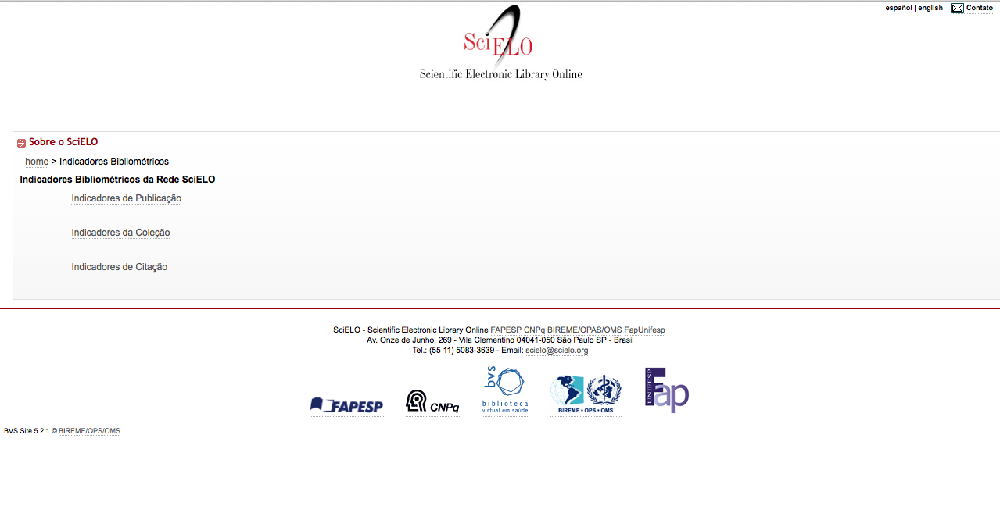 español | english Contato
SciELO
Scientific Electronic Library Online
Sobre o SciELO
home > Indicadores Bibliométricos
Indicadores Bibliométricos da Rede SciELO
Indicadores de Publicação
Indicadores da Coleção
Indicadores de Citação
SciELO - Scientific Electronic Library Online FAPESP CNPq BIREME/OPAS/OMS FapUnifesp
Av. Onze de Junho, 269 - Vila Clementino 04041-050 São Paulo SP - Brasil
Tel.: (55 11) 5083-3639 - Email: scielo@scielo.org
FAPESP
CNPq
bvs
biblioteca
virtual em saúde
BIREME • OPS • OMS
UNIFESP
Fap
BVS Site 5.2.1 © BIREME/OPS/OMS